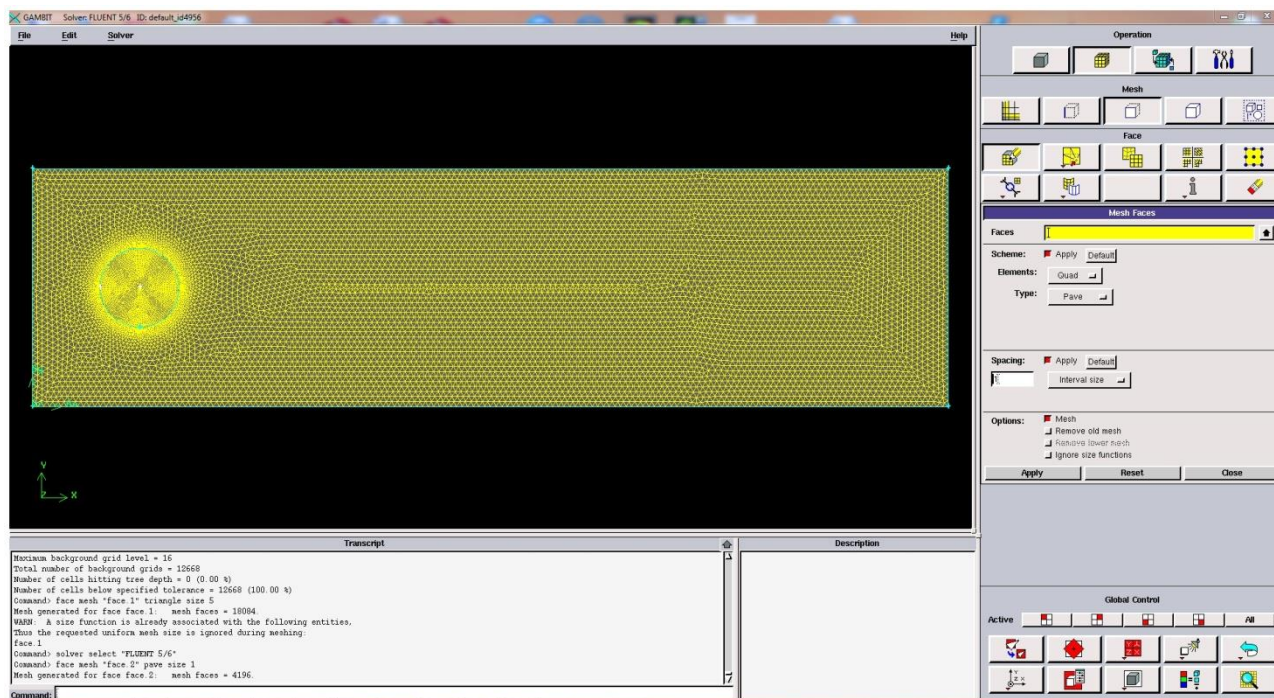 GAMBIT Solver: FLUENT 5/6 ID: default_id4956
File Edit Solver Help
Operation
Mesh
Face
Mesh Faces
Faces
Scheme: Apply Default
Elements: Quad
Type: Pave
Spacing: Apply Default
Interval size
Options: Mesh
Remove old mesh
Remove lower mesh
Ignore size functions
Apply Reset Close
Y
Z X
Transcript
Maximum background grid level = 16
Total number of background grids = 12668
Number of cells hitting tree depth = 0 (0.00 %)
Number of cells below specified tolerance = 12668 (100.00 %)
Command> face mesh "face.1" triangle size 5
Mesh generated for face face.1: mesh faces = 18084.
WARN: A size function is already associated with the following entities,
Thus the requested uniform mesh size is ignored during meshing:
face.1
Command> solver select "FLUENT 5/6"
Command> face mesh "face.2" pave size 1
Mesh generated for face face.2: mesh faces = 4196.
Command:
Description
Global Control
Active All